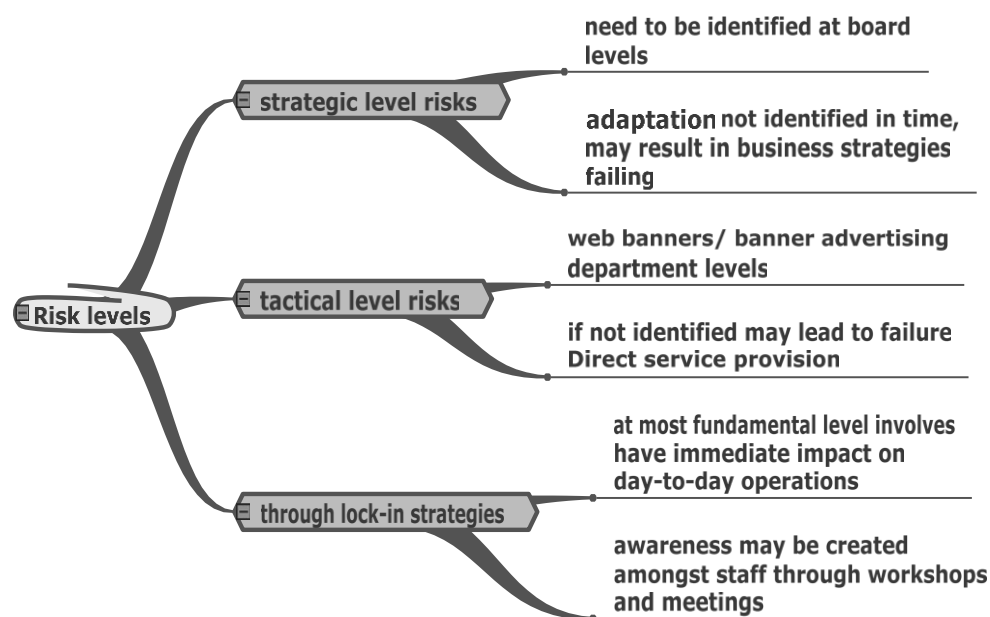 need to be identified at board
levels
strategic level risks
adaptation not identified in time,
may result in business strategies
failing
web banners/ banner advertising
department levels
tactical level risks
Risk levels
if not identified may lead to failure
Direct service provision
at most fundamental level involves
have immediate impact on
day-to-day operations
through lock-in strategies
awareness may be created
amongst staff through workshops
and meetings